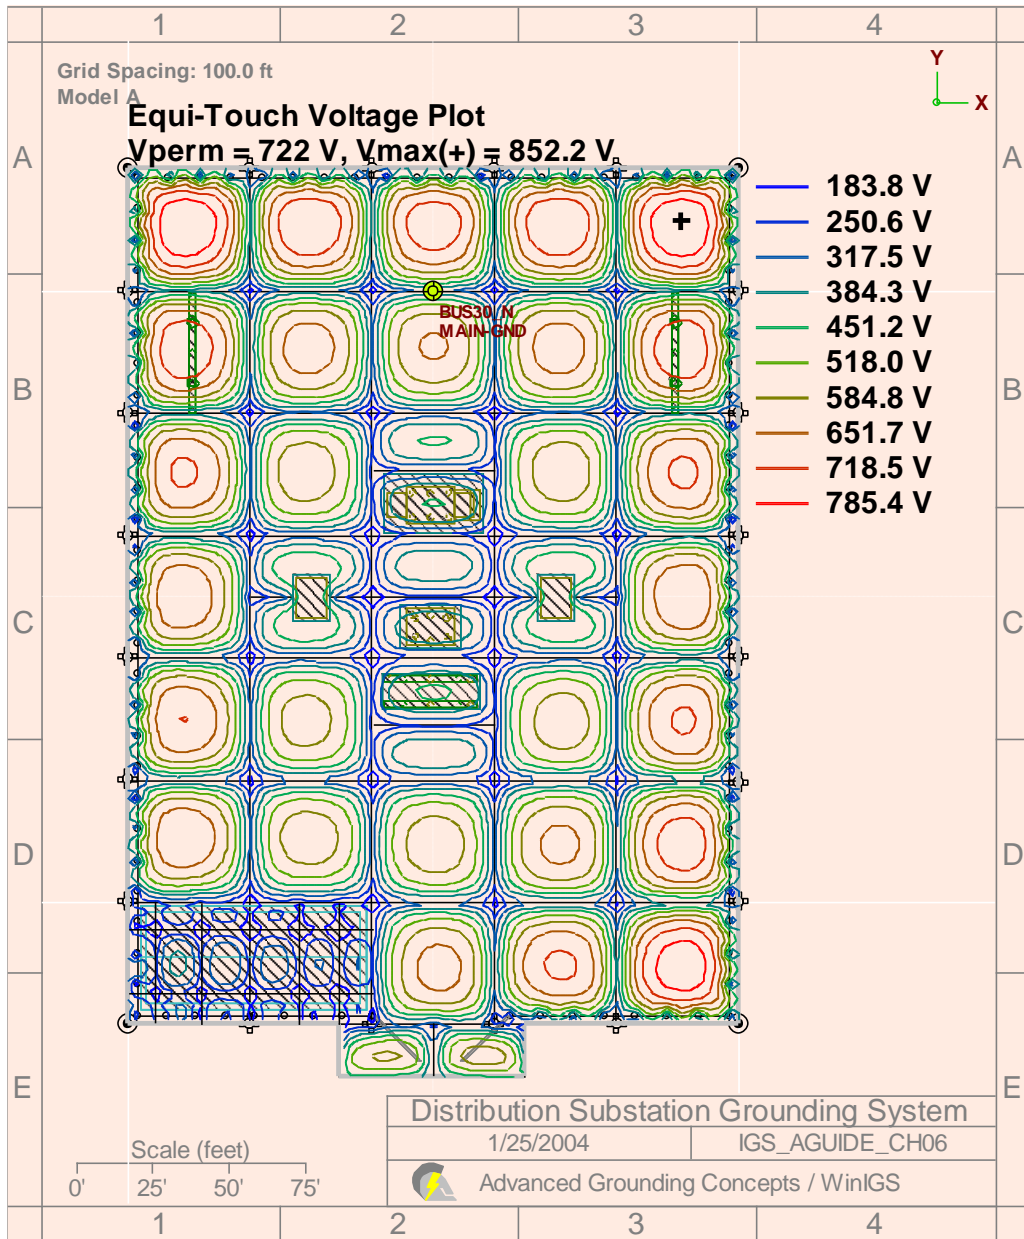 1 2 3 4
Grid Spacing: 100.0 ft
Model A
Equi-Touch Voltage Plot
Vperm = 722 V, Vmax(+) = 852.2 V
Y
X
A A
183.8 V
250.6 V
317.5 V
384.3 V
451.2 V
518.0 V
584.8 V
651.7 V
718.5 V
785.4 V
BUS30_N
MAIN-GND
B B
C C
D D
E E
Distribution Substation Grounding System
1/25/2004 IGS_AGUIDE_CH06
Advanced Grounding Concepts / WinIGS
Scale (feet)
0' 25' 50' 75'
1 2 3 4